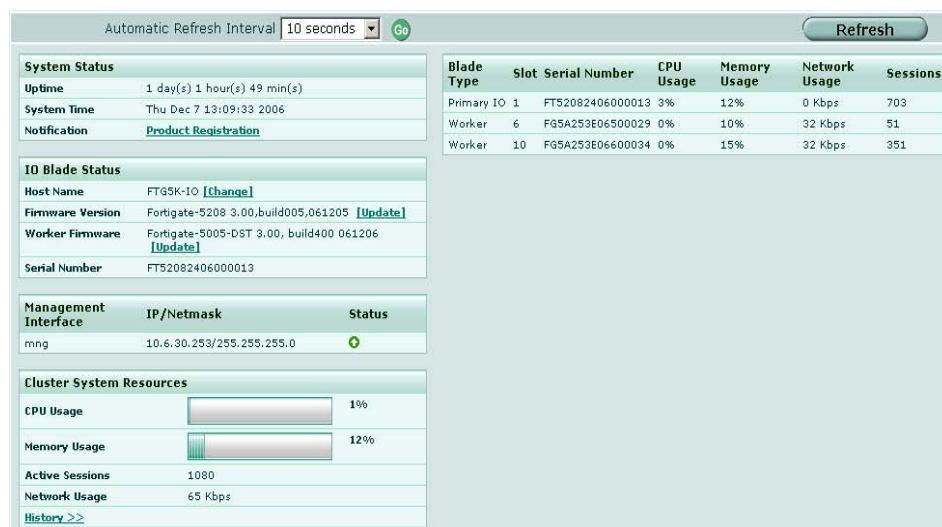 Automatic Refresh Interval 10 seconds Go Refresh
System Status
Uptime 1 day(s) 1 hour(s) 49 min(s)
System Time Thu Dec 7 13:09:33 2006
Notification Product Registration
IO Blade Status
Host Name FTG5K-IO [Change]
Firmware Version Fortigate-5208 3.00,build005,061205 [Update]
Worker Firmware Fortigate-5005-DST 3.00, build400 061206
[Update]
Serial Number FT52082406000013
Management Interface IP/Netmask Status
mng 10.6.30.253/255.255.255.0
Cluster System Resources
CPU Usage 1%
Memory Usage 12%
Active Sessions 1080
Network Usage 65 Kbps
History >>
Blade Type Slot Serial Number CPU Usage Memory Usage Network Usage Sessions
Primary IO 1 FT52082406000013 3% 12% 0 Kbps 703
Worker 6 FG5A253E06500029 0% 10% 32 Kbps 51
Worker 10 FG5A253E06600034 0% 15% 32 Kbps 351